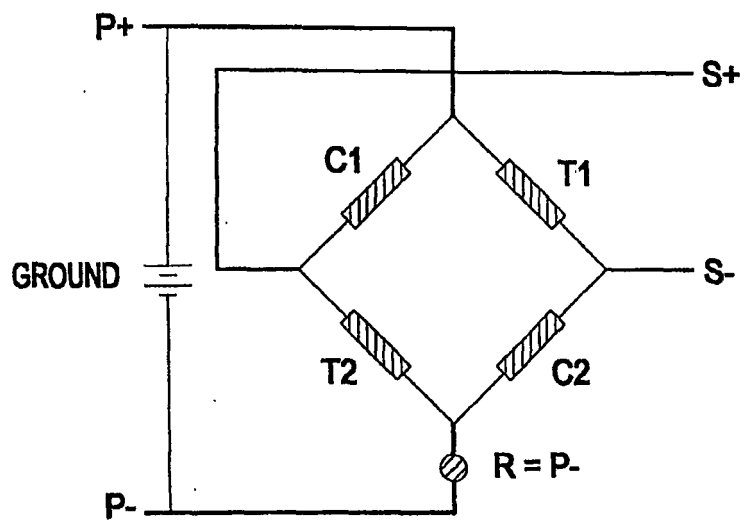 P+
S+
C1
T1
GROUND
S-
T2
C2
R = P-
P-